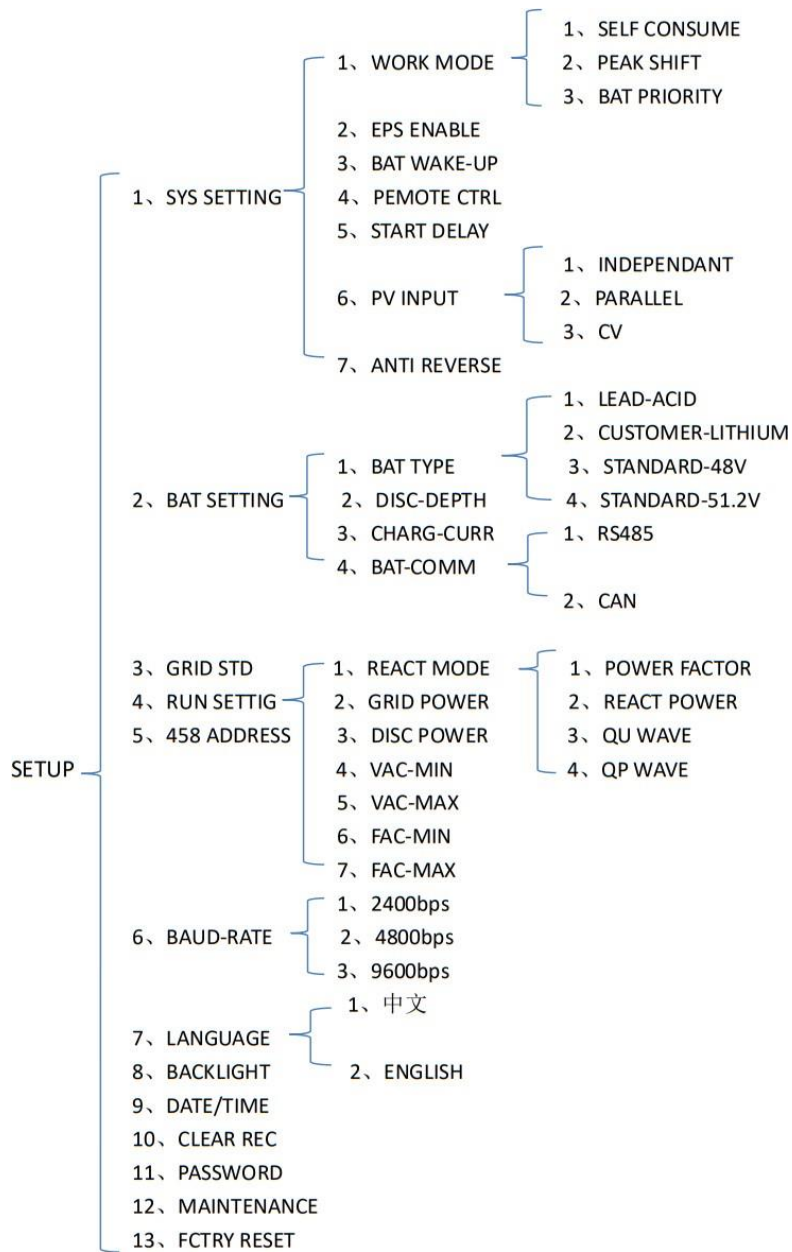 SETUP
1、SYS SETTING
1、WORK MODE
1、SELF CONSUME
2、PEAK SHIFT
3、BAT PRIORITY
2、EPS ENABLE
3、BAT WAKE-UP
4、PEMOTE CTRL
5、START DELAY
6、PV INPUT
1、INDEPENDANT
2、PARALLEL
3、CV
7、ANTI REVERSE
2、BAT SETTING
1、BAT TYPE
1、LEAD-ACID
2、CUSTOMER-LITHIUM
3、STANDARD-48V
4、STANDARD-51.2V
2、DISC-DEPTH
3、CHARG-CURR
4、BAT-COMM
1、RS485
2、CAN
3、GRID STD
4、RUN SETTIG
1、REACT MODE
1、POWER FACTOR
2、REACT POWER
3、QU WAVE
4、QP WAVE
2、GRID POWER
3、DISC POWER
4、VAC-MIN
5、VAC-MAX
6、FAC-MIN
7、FAC-MAX
5、458 ADDRESS
6、BAUD-RATE
1、2400bps
2、4800bps
3、9600bps
7、LANGUAGE
1、中文
2、ENGLISH
8、BACKLIGHT
9、DATE/TIME
10、CLEAR REC
11、PASSWORD
12、MAINTENANCE
13、FCTRY RESET